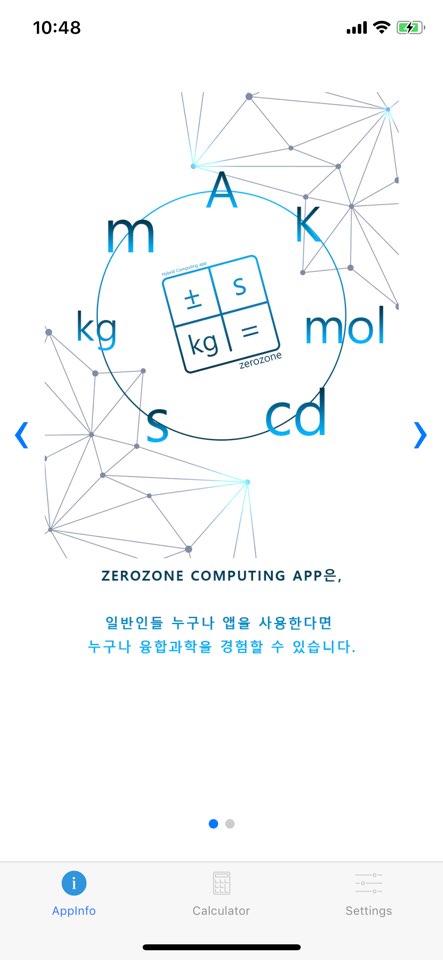 10:48
A
m
K
Hybrid Computing app
± s
kg =
zerozone
kg
mol
s
cd
ZEROZONE COMPUTING APP은,
일반인들 누구나 앱을 사용한다면
누구나 융합과학을 경험할 수 있습니다.
AppInfo
Calculator
Settings